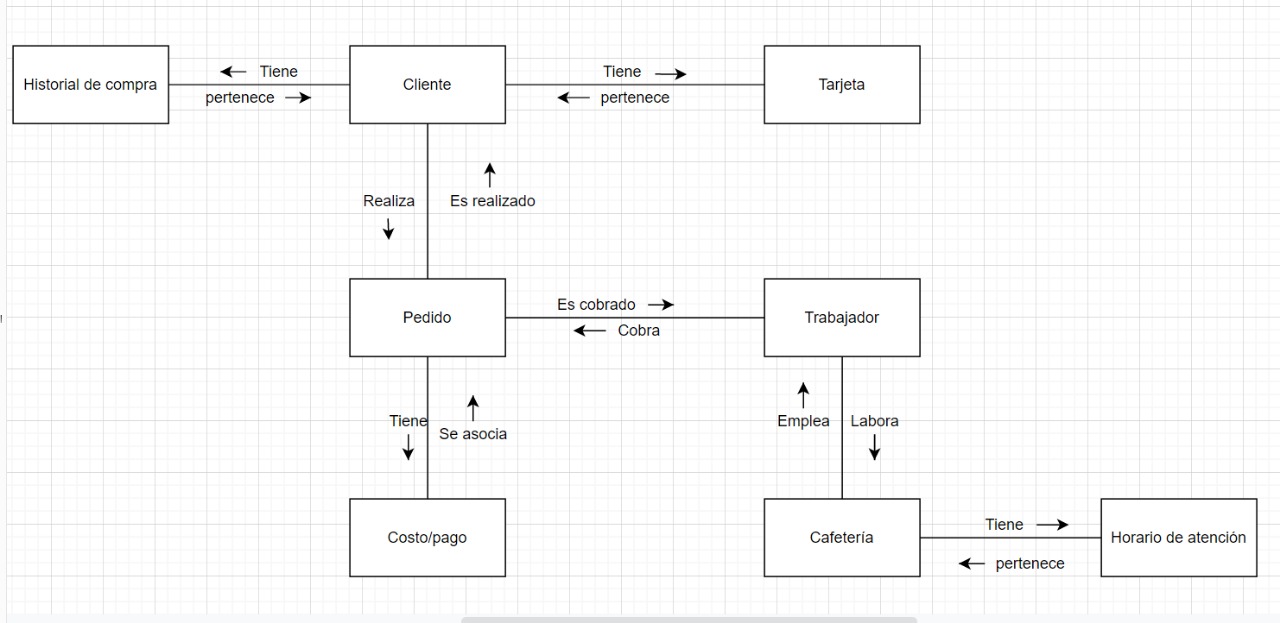 Tiene
Tiene
Historial de compra
Cliente
Tarjeta
pertenece
pertenece
Realiza
Es realizado
Es cobrado
Pedido
Trabajador
Cobra
Tiene
Se asocia
Emplea
Labora
Tiene
Costo/pago
Cafetería
Horario de atención
pertenece